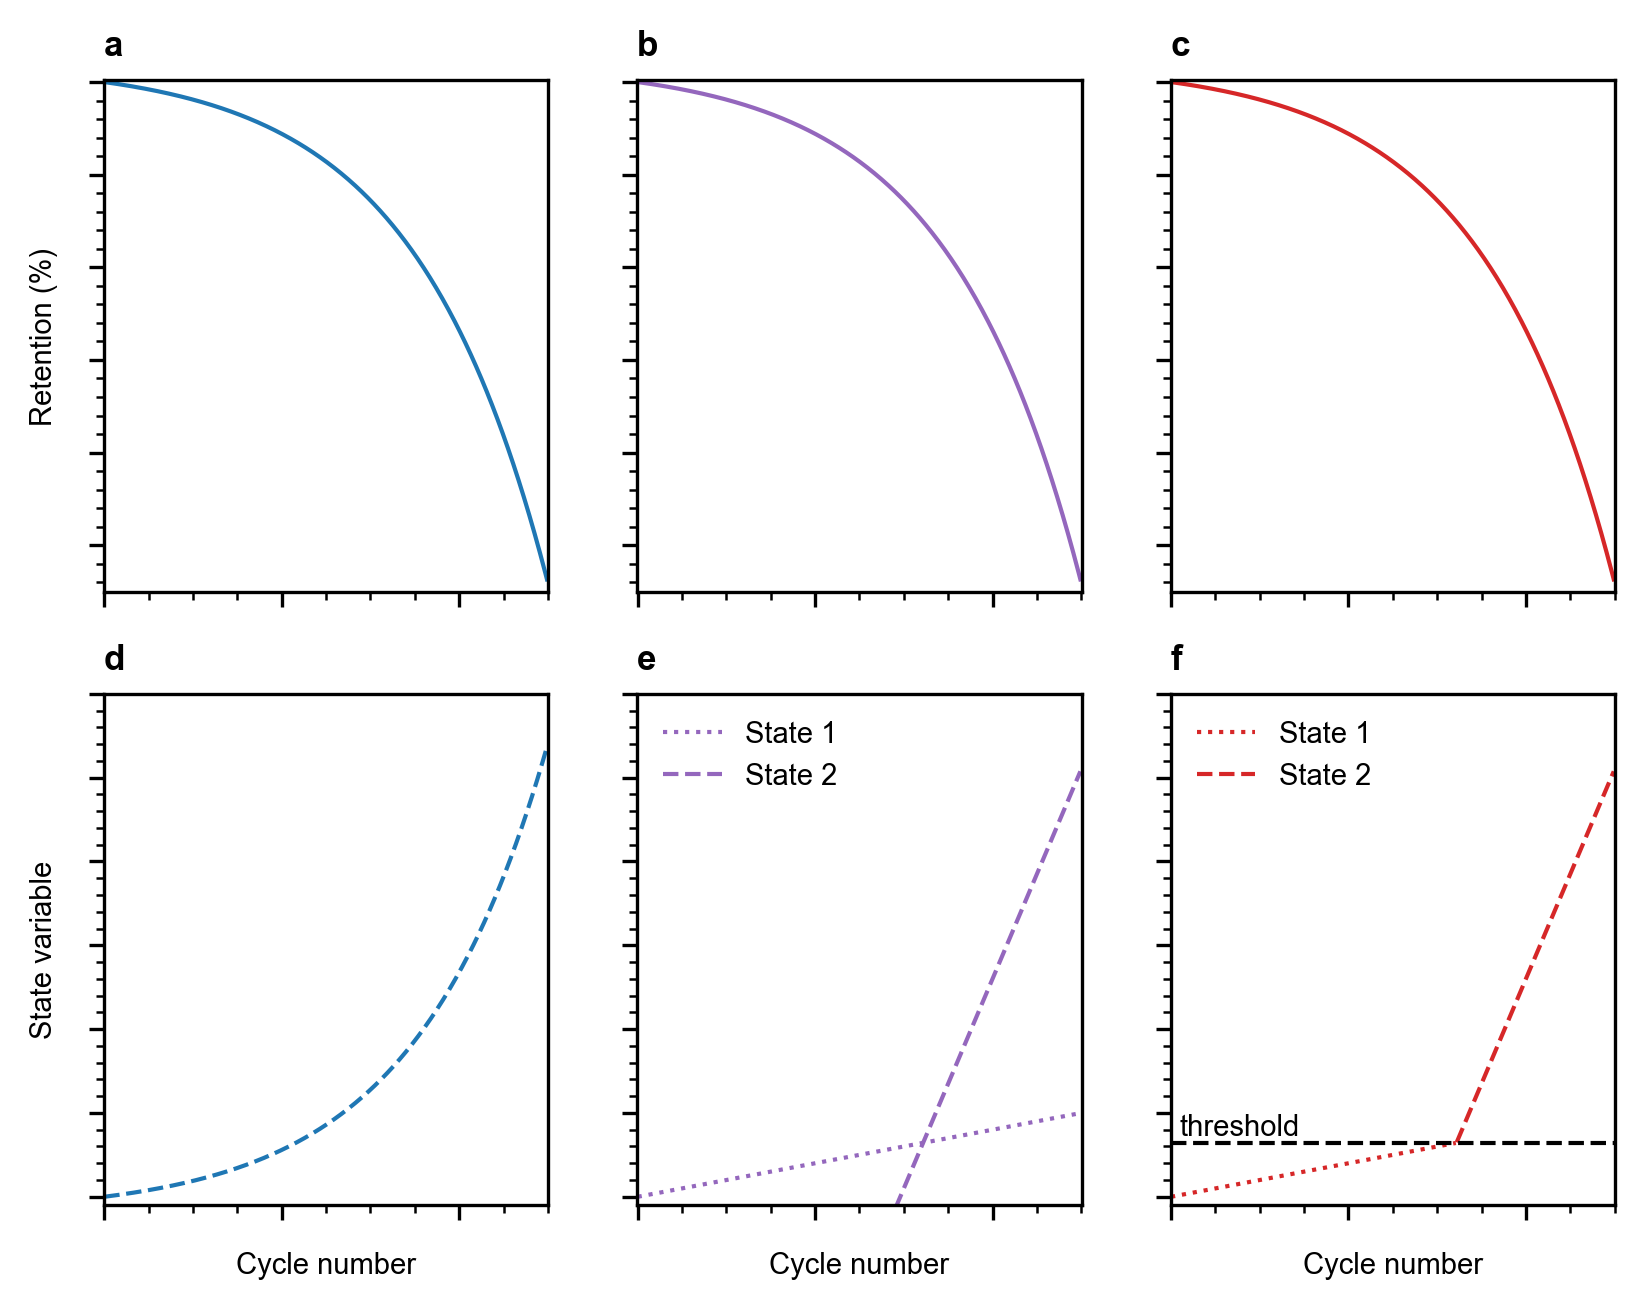 a
b
c
Retention (%)
d
e
f
State 1
State 2
State 1
State 2
threshold
State variable
Cycle number
Cycle number
Cycle number